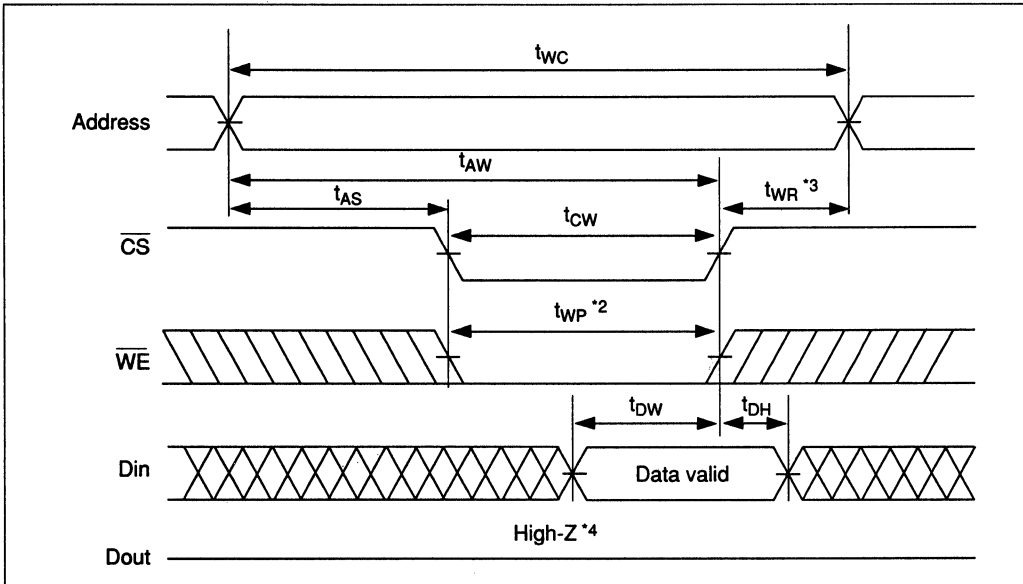 tWC
Address
tAW
tAS
tWR *3
CS
tCW
tWP *2
WE
tDW
tDH
Din
Data valid
High-Z *4
Dout